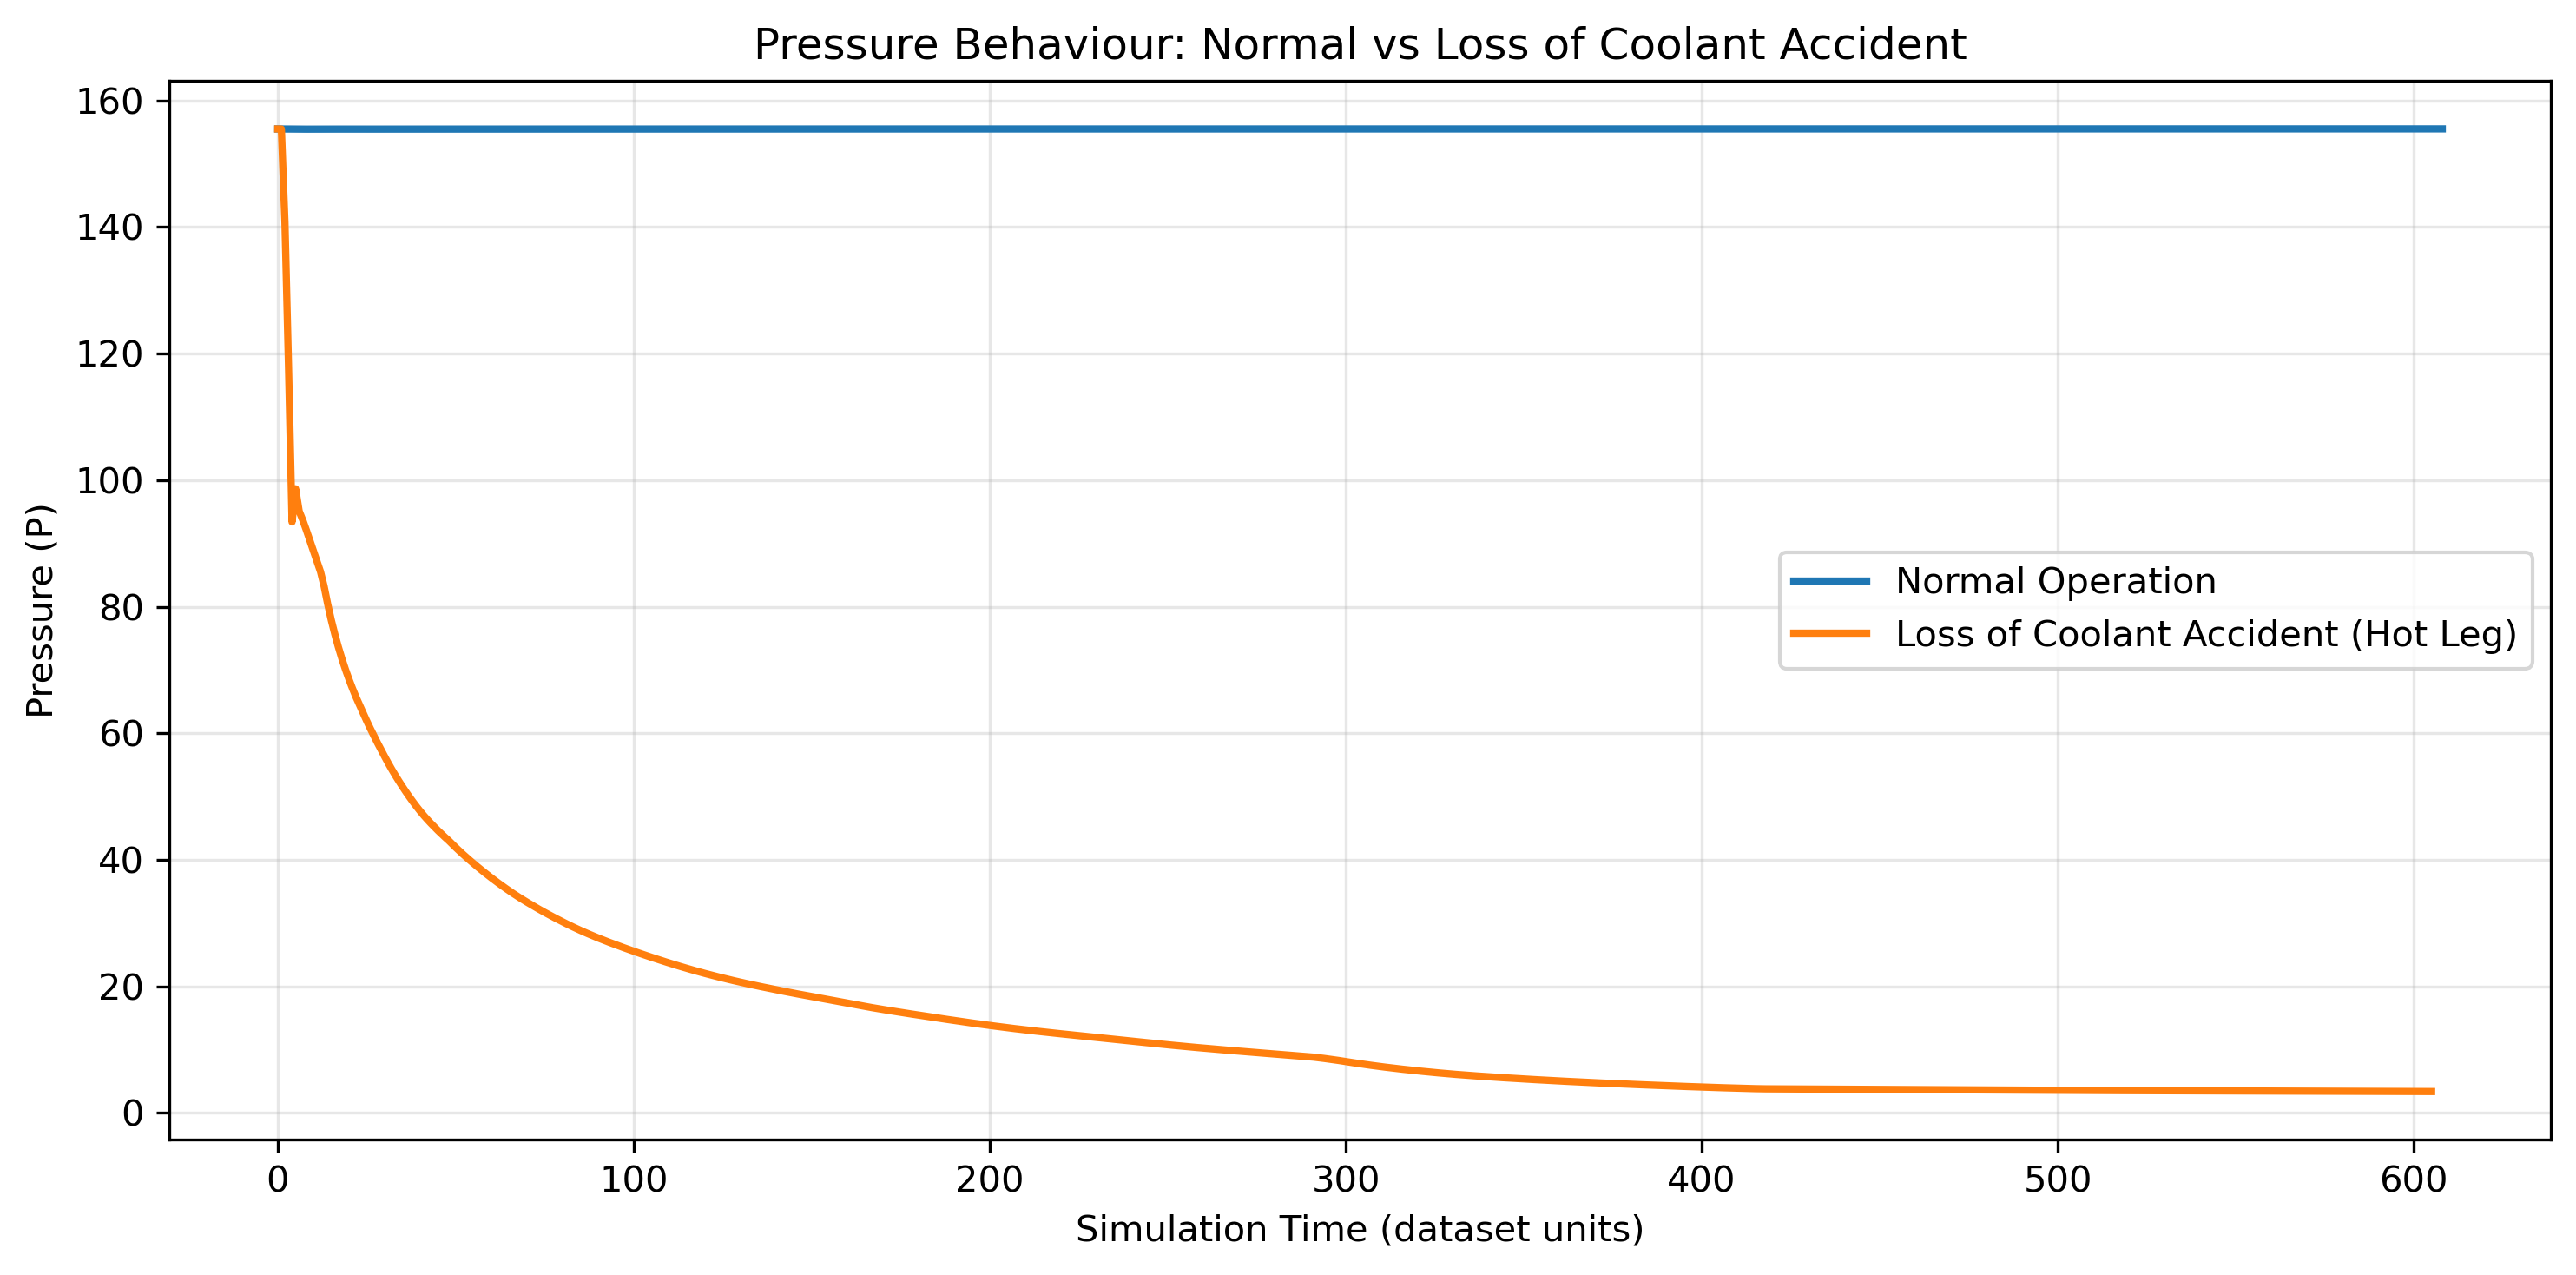 Pressure Behaviour: Normal vs Loss of Coolant Accident
160
140
120
100
80
60
40
20
0
Pressure (P)
Normal Operation
Loss of Coolant Accident (Hot Leg)
0 100 200 300 400 500 600
Simulation Time (dataset units)